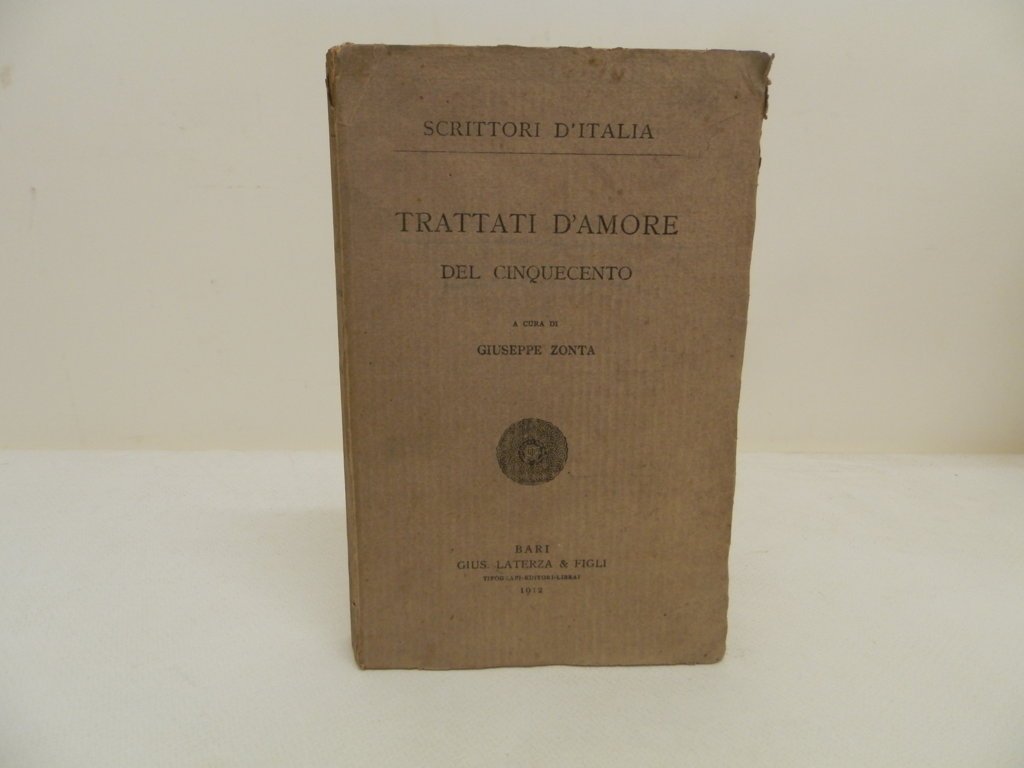 SCRITTORI D'ITALIA
TRATTATI D'AMORE
DEL CINQUECENTO
A CURA DI
GIUSEPPE ZONTA
BARI
GIUS. LATERZA & FIGLI
TIPOGRAFI-EDITORI-LIBRAI
1912